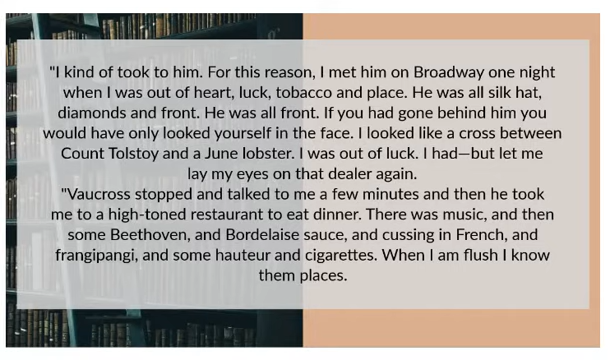 "I kind of took to him. For this reason, I met him on Broadway one night
when I was out of heart, luck, tobacco and place. He was all silk hat,
diamonds and front. He was all front. If you had gone behind him you
would have only looked yourself in the face. I looked like a cross between
Count Tolstoy and a June lobster. I was out of luck. I had—but let me
lay my eyes on that dealer again.
"Vaucross stopped and talked to me a few minutes and then he took
me to a high-toned restaurant to eat dinner. There was music, and then
some Beethoven, and Bordelaise sauce, and cussing in French, and
frangipangi, and some hauteur and cigarettes. When I am flush I know
them places.